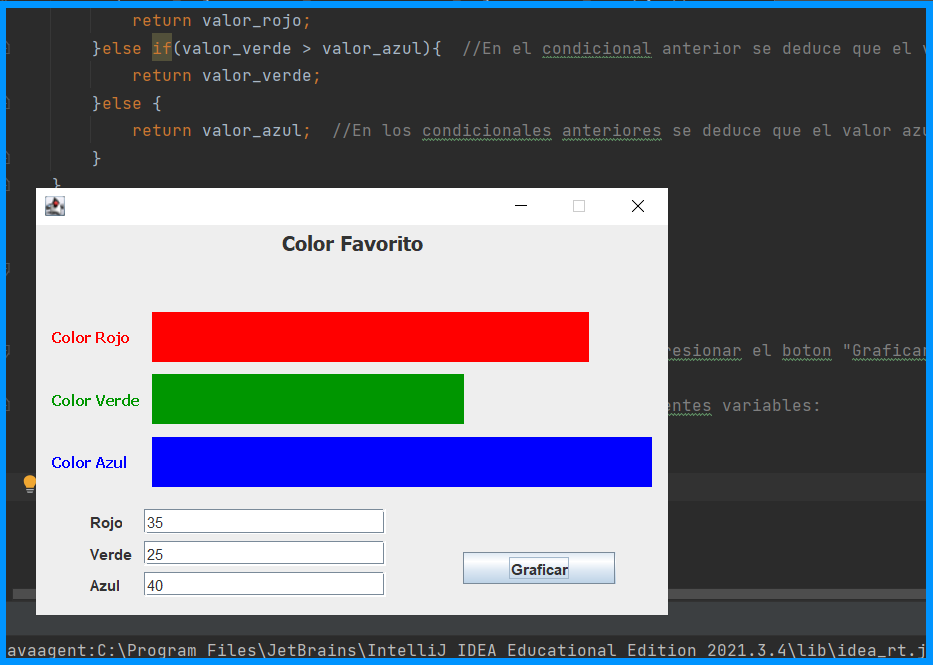 return valor_rojo;
}else if(valor_verde > valor_azul){ //En el condicional anterior se deduce que el v
return valor_verde;
}else {
return valor_azul; //En los condicionales anteriores se deduce que el valor azu
}
}
Color Favorito
Color Rojo
resionar el boton "Graficar
Color Verde
entes variables:
Color Azul
Rojo 35
Verde 25
Graficar
Azul 40
avaagent:C:\Program Files\JetBrains\IntelliJ IDEA Educational Edition 2021.3.4\lib\idea_rt.j